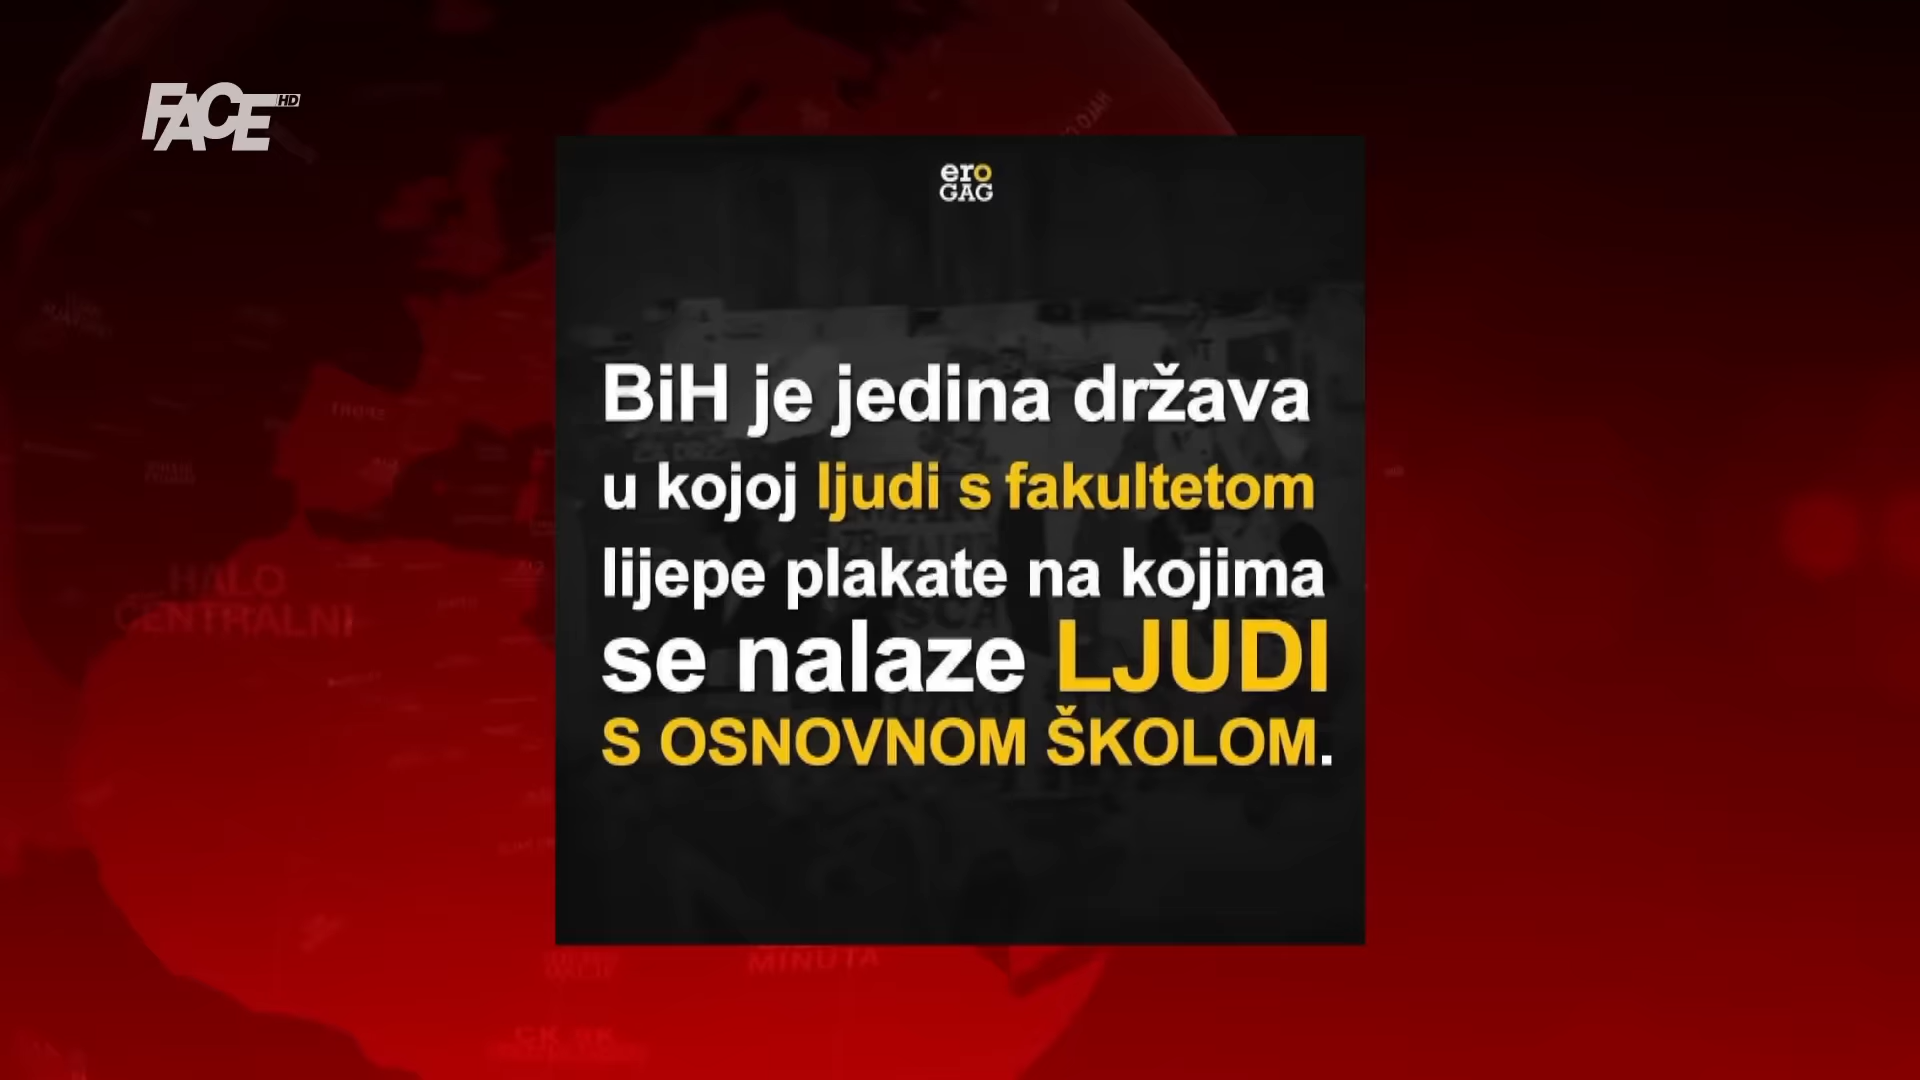 FACE HD
ero
GAG
BiH je jedina država
u kojoj ljudi s fakultetom
lijepe plakate na kojima
se nalaze LJUDI
S OSNOVNOM ŠKOLOM.
HALO
CENTRALNI
MINUTA